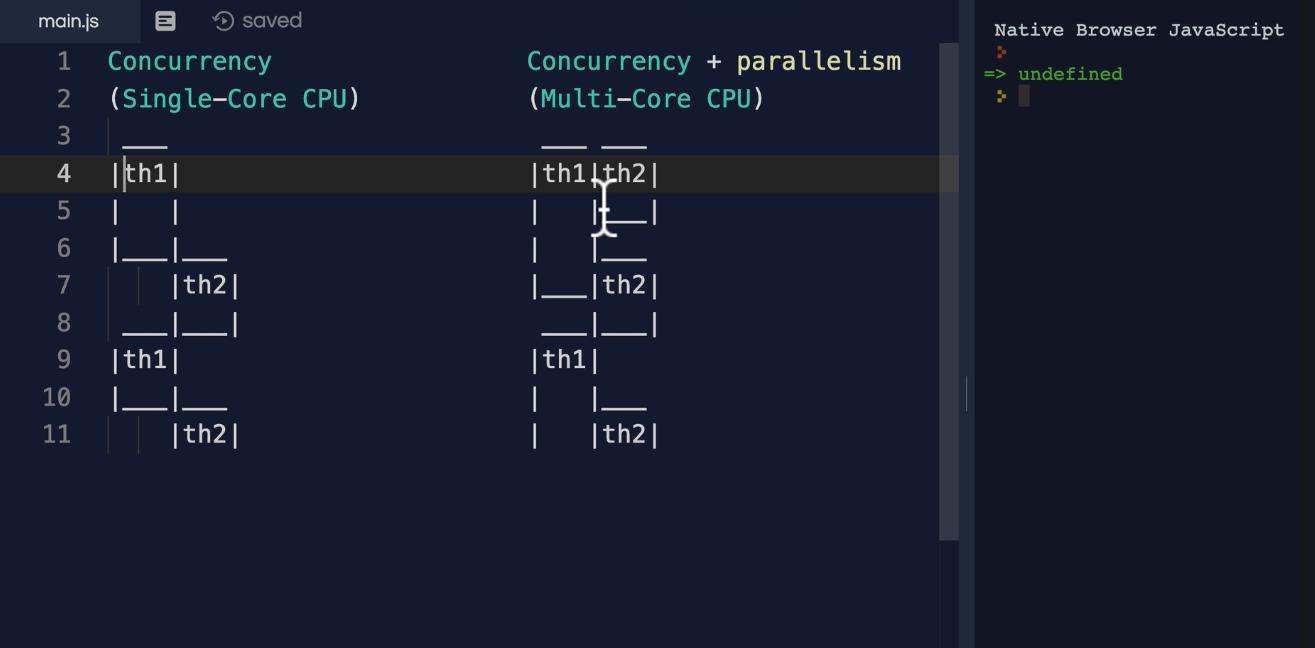 main.js saved
1 Concurrency Concurrency + parallelism
2 (Single-Core CPU) (Multi-Core CPU)
3  ___  ___ ___
4 |th1| |th1|th2|
5 |   | |   |___|
6 |___|___ |   |___
7 |th2| |___|th2|
8  ___|___|  ___|___|
9 |th1| |th1|
10 |___|___ |   |___
11 |th2| |   |th2|
Native Browser JavaScript
=> undefined